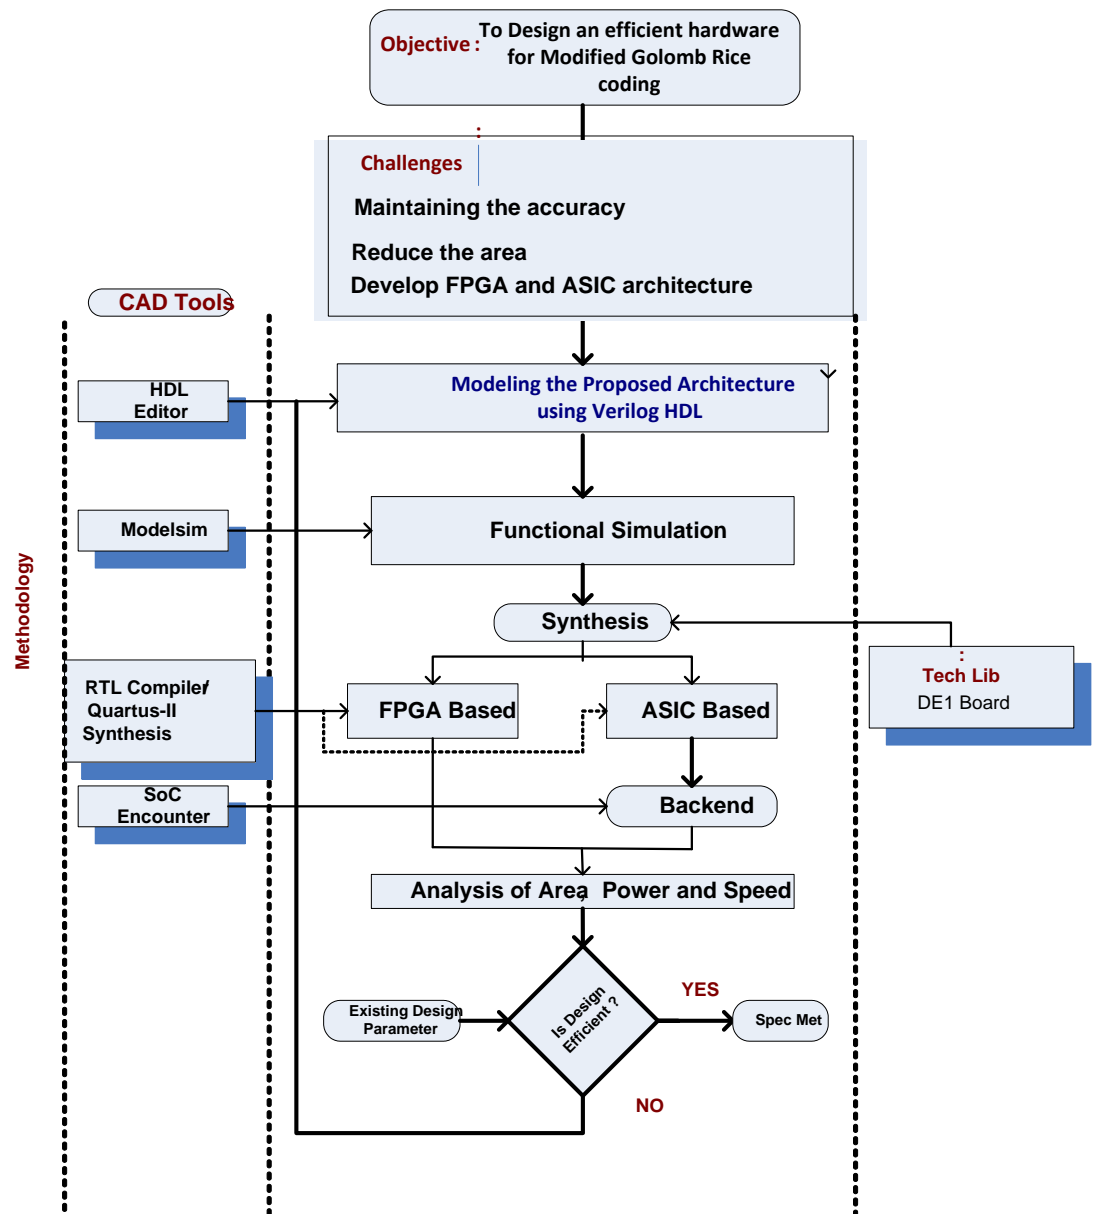 Objective : To Design an efficient hardware
for Modified Golomb Rice
coding
:
Challenges
Maintaining the accuracy
Reduce the area
Develop FPGA and ASIC architecture
CAD Tools
HDL
Editor
Modeling the Proposed Architecture
using Verilog HDL
Modelsim
Functional Simulation
Methodology
Synthesis
:
Tech Lib
DE1 Board
RTL Compiler/
Quartus-II
Synthesis
FPGA Based
ASIC Based
SoC
Encounter
Backend
Analysis of Area, Power and Speed
Existing Design
Parameter
Is Design
Efficient ?
YES
Spec Met
NO